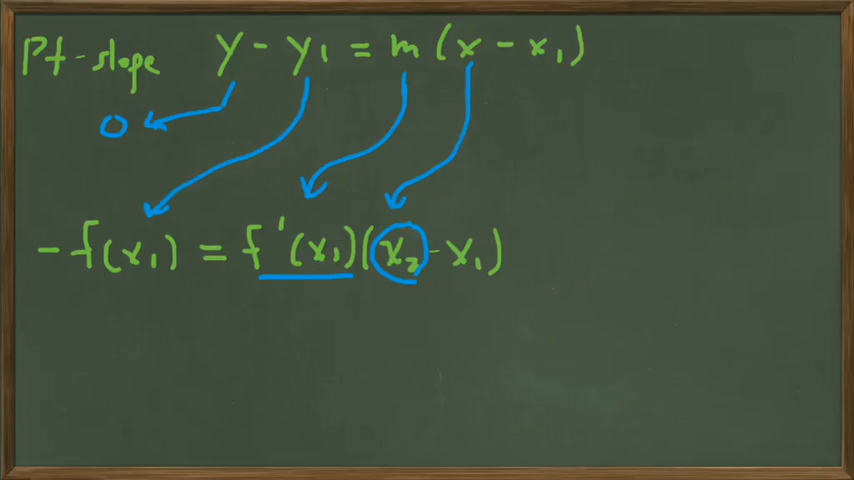 Pt-slope y - y₁ = m (x - x₁)
0
- f(x₁) = f'(x₁)(x₂ - x₁)